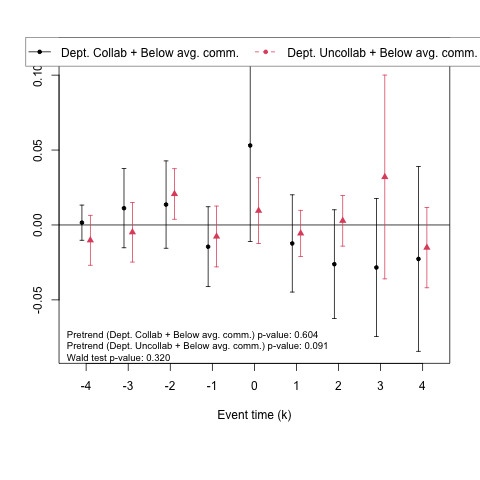 Dept. Collab + Below avg. comm. Dept. Uncollab + Below avg. comm.
0.10
0.05
0.00
-0.05
Pretrend (Dept. Collab + Below avg. comm.) p-value: 0.604
Pretrend (Dept. Uncollab + Below avg. comm.) p-value: 0.091
Wald test p-value: 0.320
-4 -3 -2 -1 0 1 2 3 4
Event time (k)